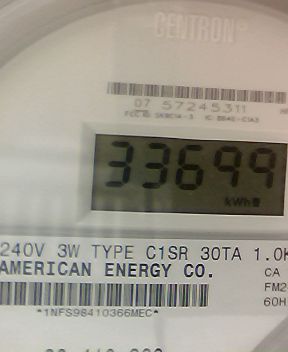 CENTRON®
07 57245311
33699
kWh
240V 3W TYPE C1SR 30TA 1.0K
AMERICAN ENERGY CO.
CA
FM2
60H
*1NFS98410366MEC*